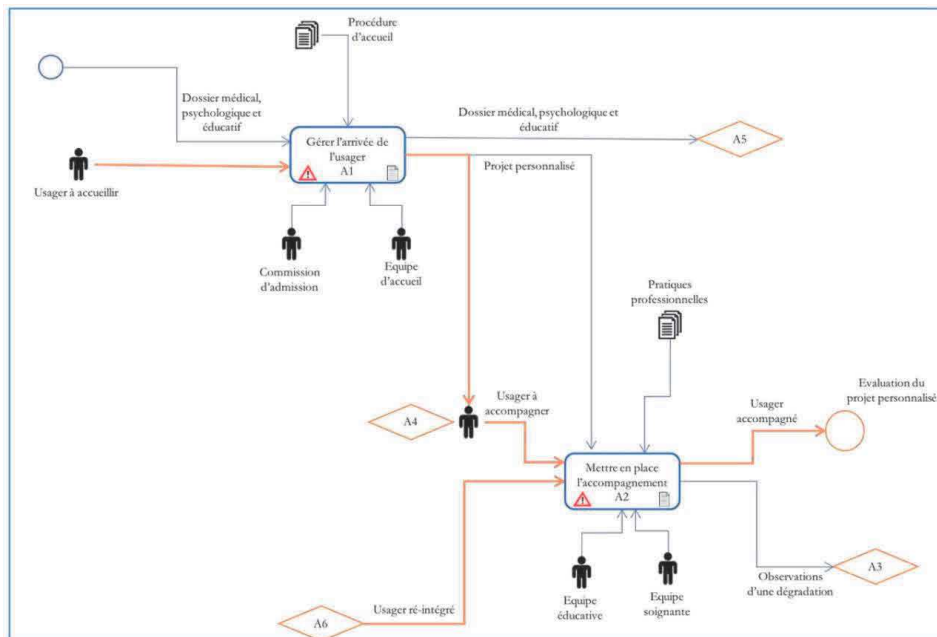 Procédure
d'accueil
Dossier médical,
psychologique et
éducatif
Dossier médical, psychologique et
éducatif
Gérer l'arrivée de
l'usager
A1
A5
Projet personnalisé
Usager à accueillir
Commission
d'admission
Equipe
d'accueil
Pratiques
professionnelles
A4
Usager à
accompagner
Usager
accompagné
Evaluation du
projet personnalisé
Mettre en place
l'accompagnement
A2
Equipe
éducative
Equipe
soignante
Observations
d'une dégradation
A3
Usager ré-intégré
A6